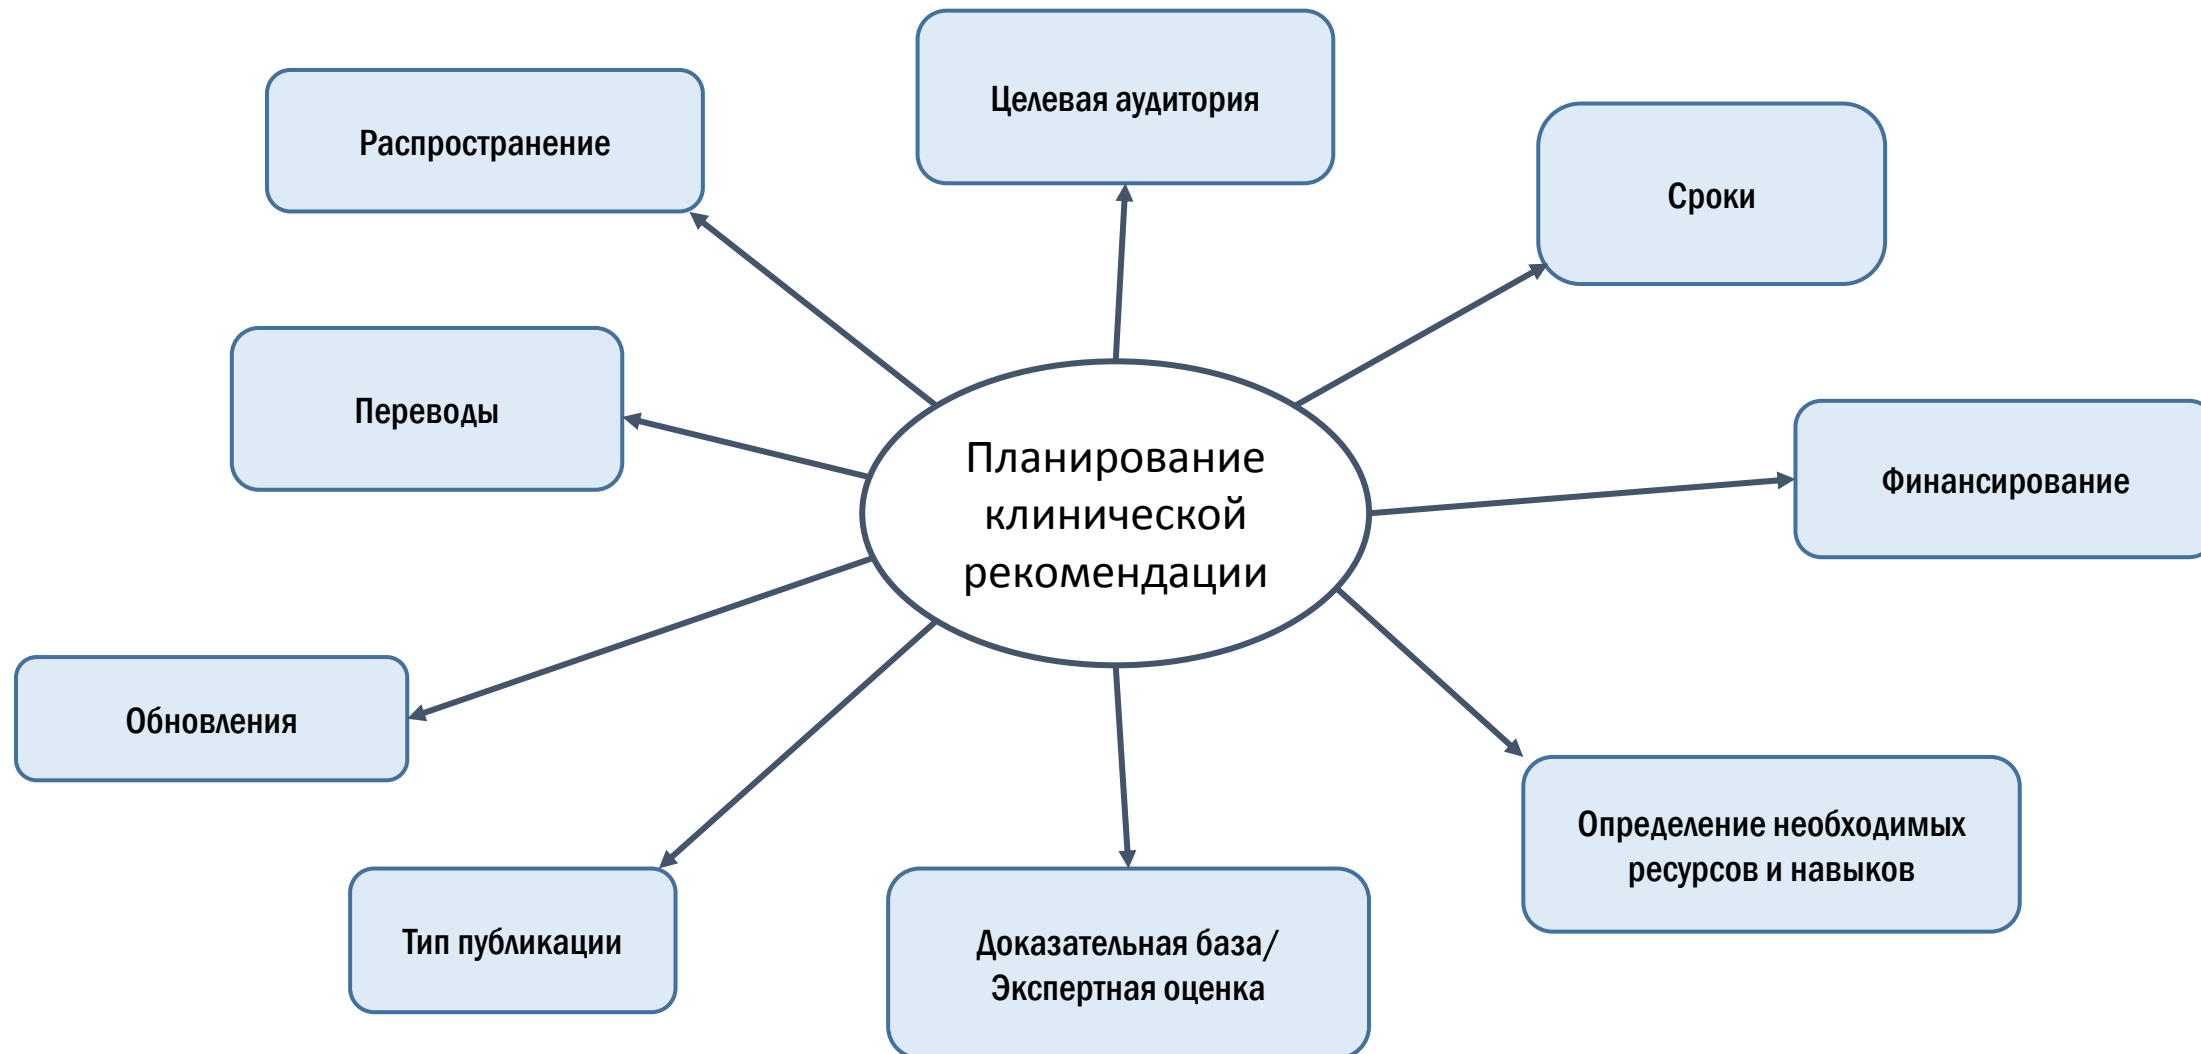 Целевая аудитория
Распространение
Сроки
Переводы
Планирование
клинической
рекомендации
Финансирование
Обновления
Определение необходимых
ресурсов и навыков
Тип публикации
Доказательная база/
Экспертная оценка